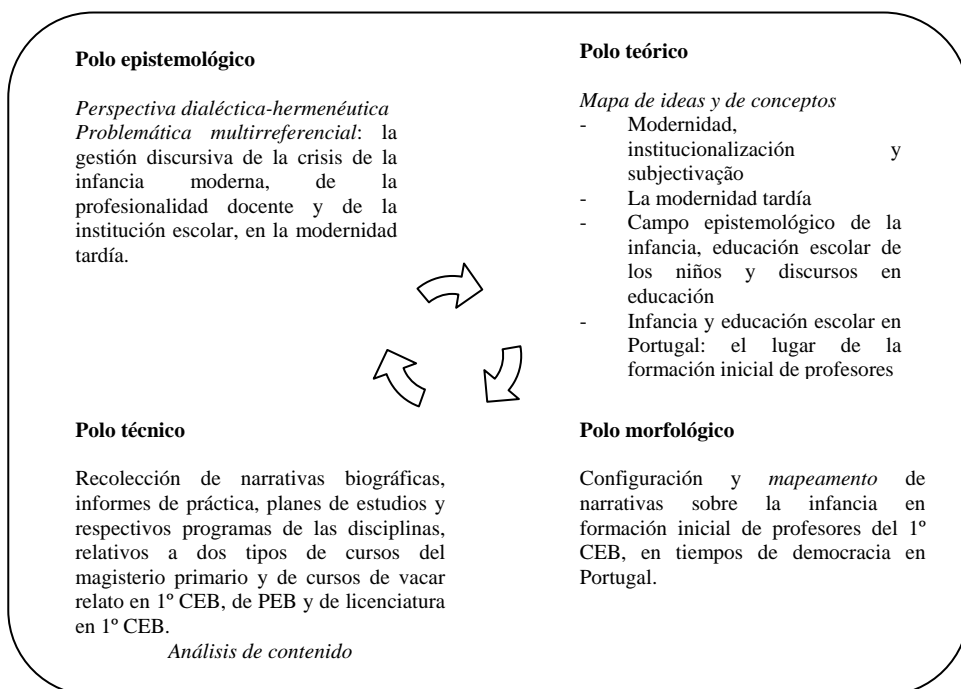 Polo epistemológico
Perspectiva dialéctica-hermenéutica
Problemática multirreferencial: la
gestión discursiva de la crisis de la
infancia moderna, de la
profesionalidad docente y de la
institución escolar, en la modernidad
tardía.
Polo teórico
Mapa de ideas y de conceptos
- Modernidad,
institucionalización y
subjectivação
- La modernidad tardía
- Campo epistemológico de la
infancia, educación escolar de
los niños y discursos en
educación
- Infancia y educación escolar en
Portugal: el lugar de la
formación inicial de profesores
Polo técnico
Recolección de narrativas biográficas,
informes de práctica, planes de estudios y
respectivos programas de las disciplinas,
relativos a dos tipos de cursos del
magisterio primario y de cursos de vacar
relato en 1º CEB, de PEB y de licenciatura
en 1º CEB.
Análisis de contenido
Polo morfológico
Configuración y mapeamento de
narrativas sobre la infancia en
formación inicial de profesores del 1º
CEB, en tiempos de democracia en
Portugal.